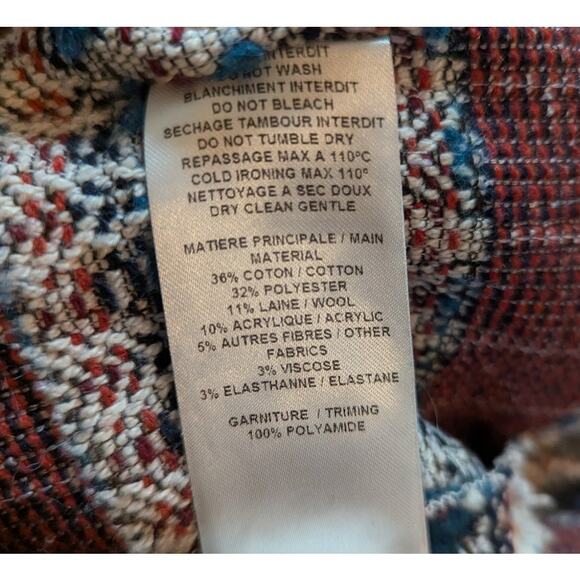 INTERDIT
NOT WASH
BLANCHIMENT INTERDIT
DO NOT BLEACH
SECHAGE TAMBOUR INTERDIT
DO NOT TUMBLE DRY
REPASSAGE MAX A 110°C
COLD IRONING MAX 110°
NETTOYAGE A SEC DOUX
DRY CLEAN GENTLE
MATIERE PRINCIPALE / MAIN
MATERIAL
36% COTON / COTTON
32% POLYESTER
11% LAINE / WOOL
10% ACRYLIQUE / ACRYLIC
5% AUTRES FIBRES / OTHER
FABRICS
3% VISCOSE
3% ELASTHANNE / ELASTANE
GARNITURE / TRIMING
100% POLYAMIDE